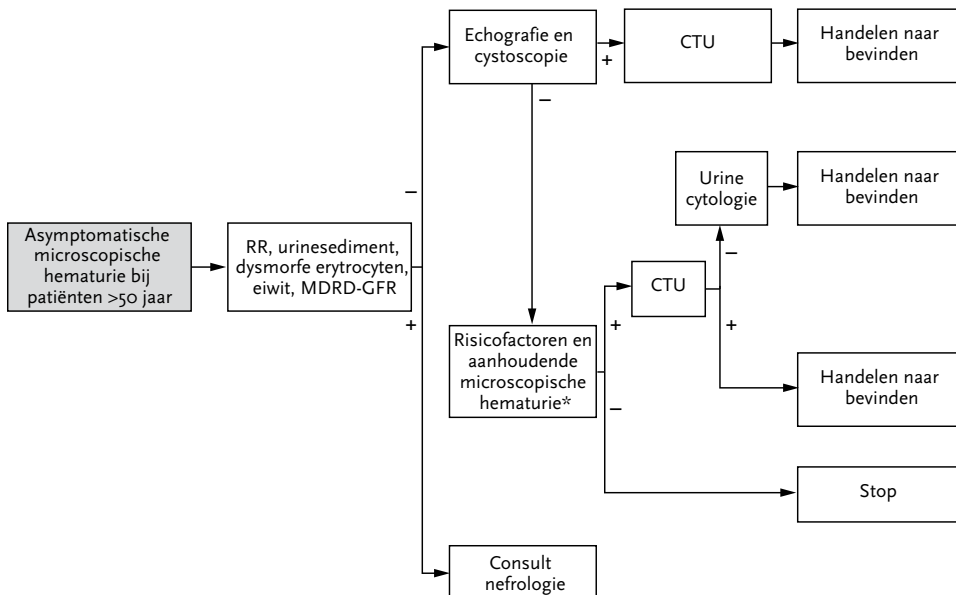 Echografie en
cystoscopie
+
CTU
Handelen naar
bevinden
–
Urine
cytologie
Handelen naar
bevinden
–
Asymptomatische
microscopische
hematurie bij
patiënten >50 jaar
RR, urinesediment,
dysmorfe erytrocyten,
eiwit, MDRD-GFR
–
CTU
+
+
Risicofactoren en
aanhoudende
microscopische
hematurie*
+
–
Handelen naar
bevinden
Stop
Consult
nefrologie